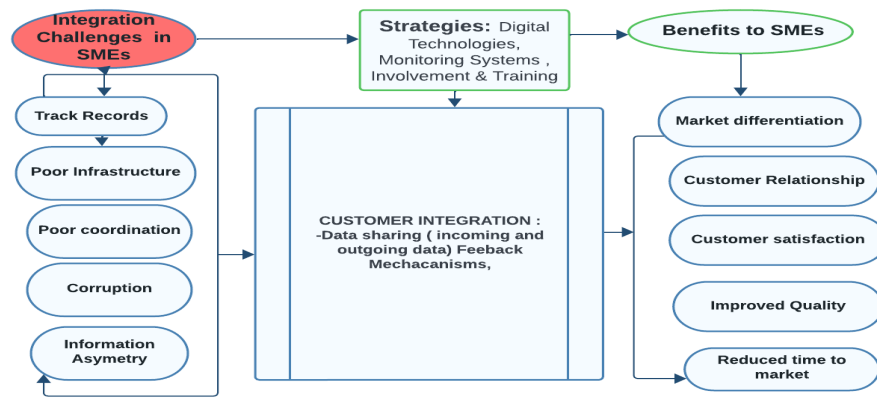 Integration
Challenges in
SMEs
Strategies: Digital
Technologies,
Monitoring Systems ,
Involvement & Training
Benefits to SMEs
Track Records
Poor Infrastructure
Poor coordination
Corruption
Information
Asymetry
CUSTOMER INTEGRATION :
-Data sharing ( incoming and
outgoing data) Feeback
Mechacanisms,
Market differentiation
Customer Relationship
Customer satisfaction
Improved Quality
Reduced time to
market